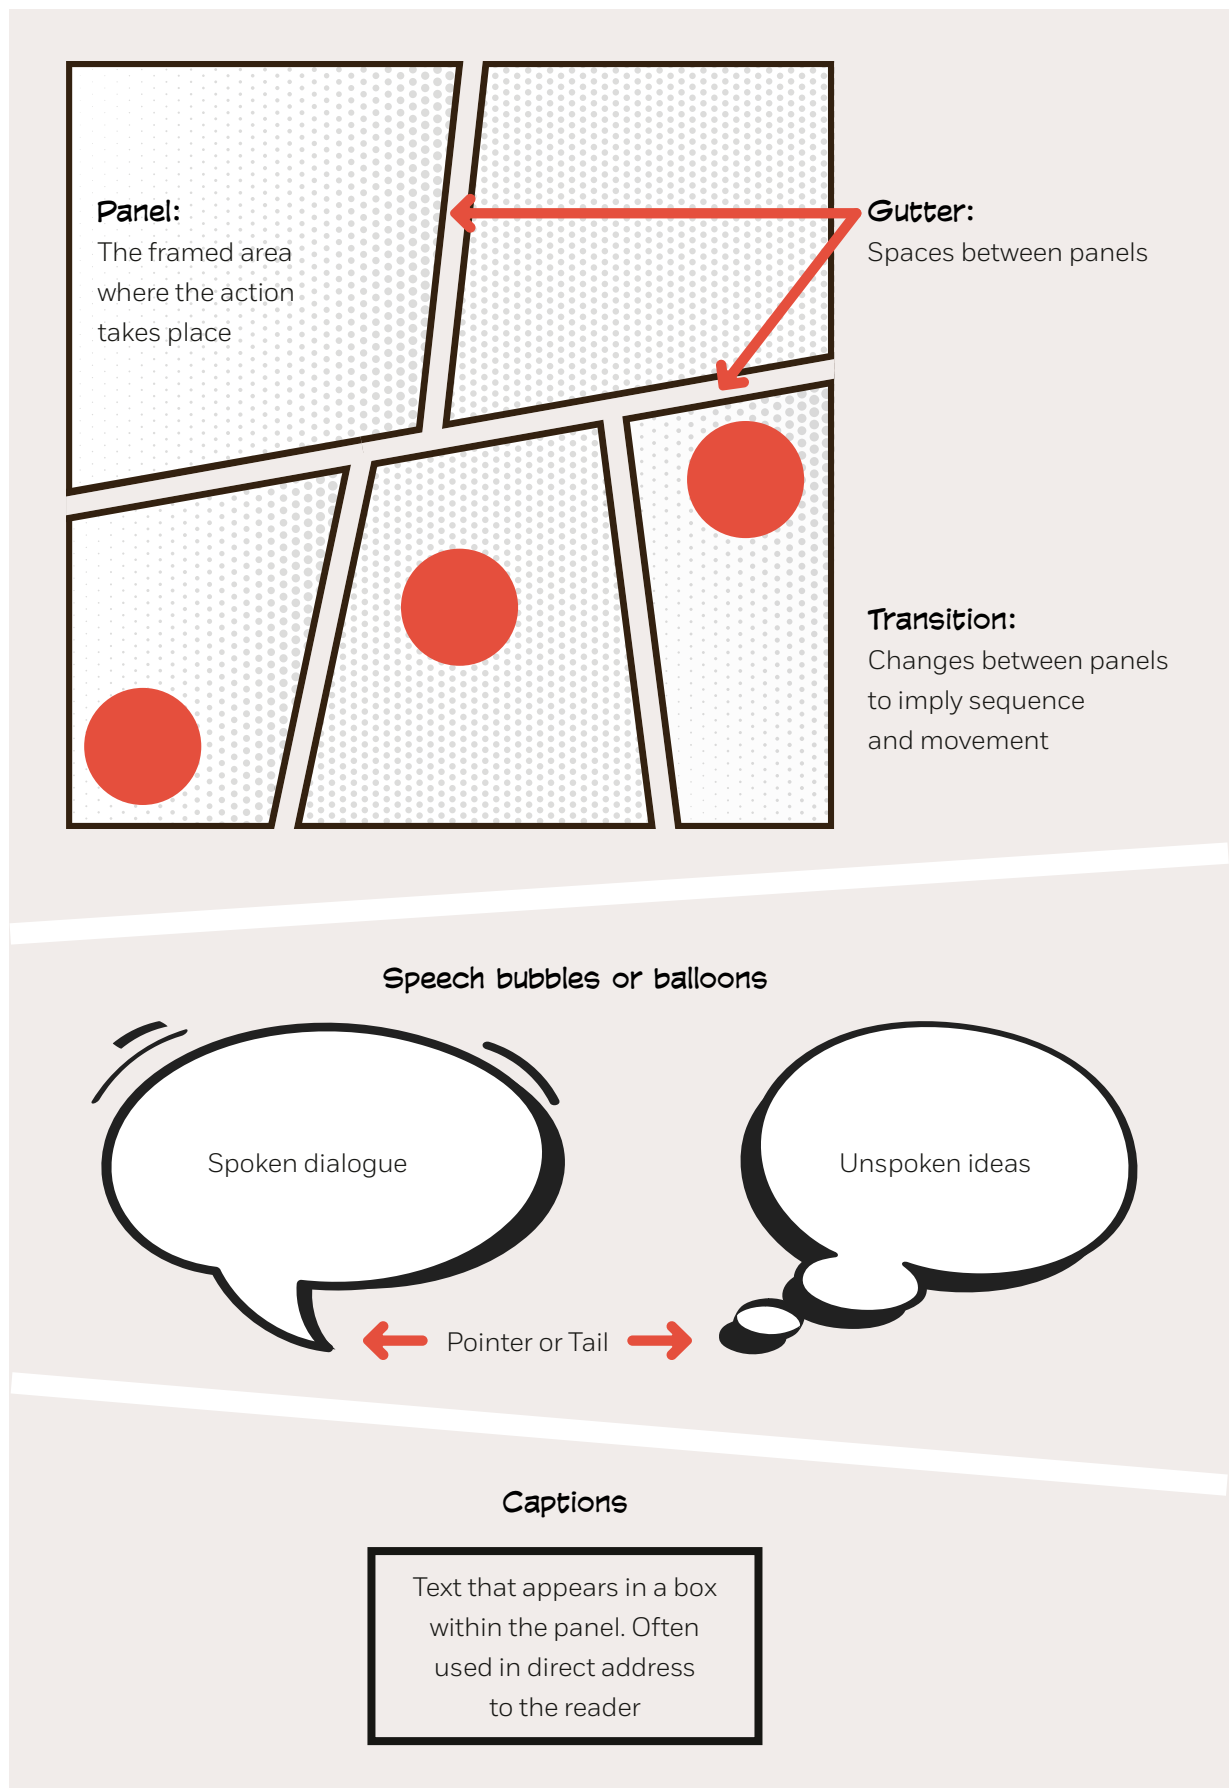 Panel:
The framed area
where the action
takes place
Gutter:
Spaces between panels
Transition:
Changes between panels
to imply sequence
and movement
Speech bubbles or balloons
Spoken dialogue
Unspoken ideas
Pointer or Tail
Captions
Text that appears in a box
within the panel. Often
used in direct address
to the reader